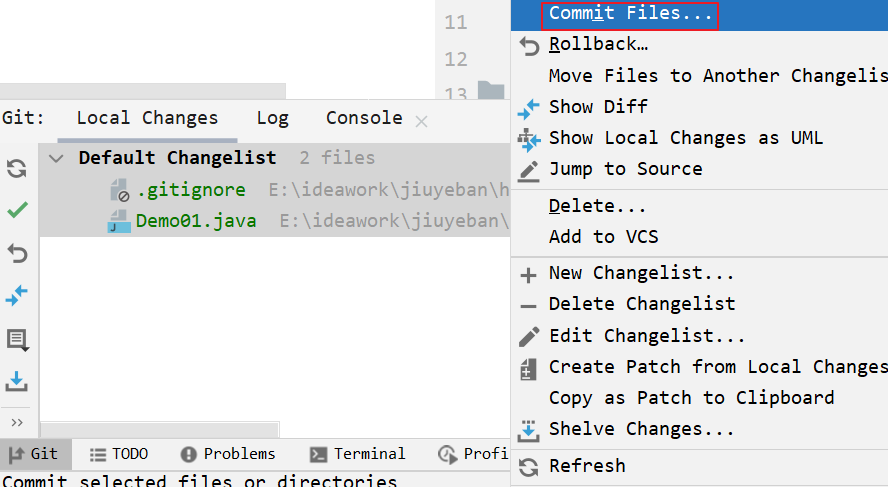 11
12
13
Git: Local Changes Log Console
Default Changelist 2 files
.gitignore E:\ideawork\jiuyeban\h
Demo01.java E:\ideawork\jiuyeban\
Commit Files...
Rollback…
Move Files to Another Changelis
Show Diff
Show Local Changes as UML
Jump to Source
Delete...
Add to VCS
New Changelist...
Delete Changelist
Edit Changelist...
Create Patch from Local Changes
Copy as Patch to Clipboard
Shelve Changes...
Refresh
Git TODO Problems Terminal Profi
Commit selected files or directories